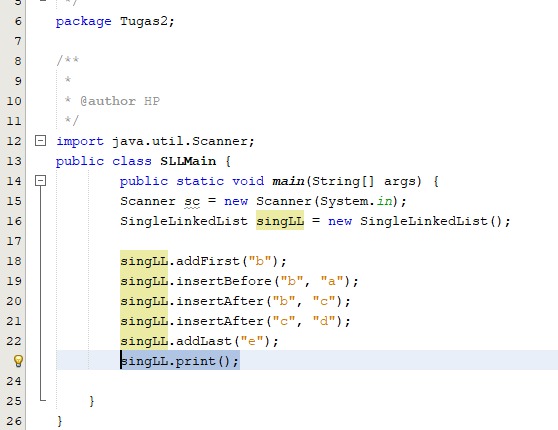 5 */
6 package Tugas2;
7
8 /**
9 *
10 * @author HP
11 */
12 import java.util.Scanner;
13 public class SLLMain {
14 public static void main(String[] args) {
15 Scanner sc = new Scanner(System.in);
16 SingleLinkedList singLL = new SingleLinkedList();
17
18 singLL.addFirst("b");
19 singLL.insertBefore("b", "a");
20 singLL.insertAfter("b", "c");
21 singLL.insertAfter("c", "d");
22 singLL.addLast("e");
singLL.print();
24
25 }
26 }